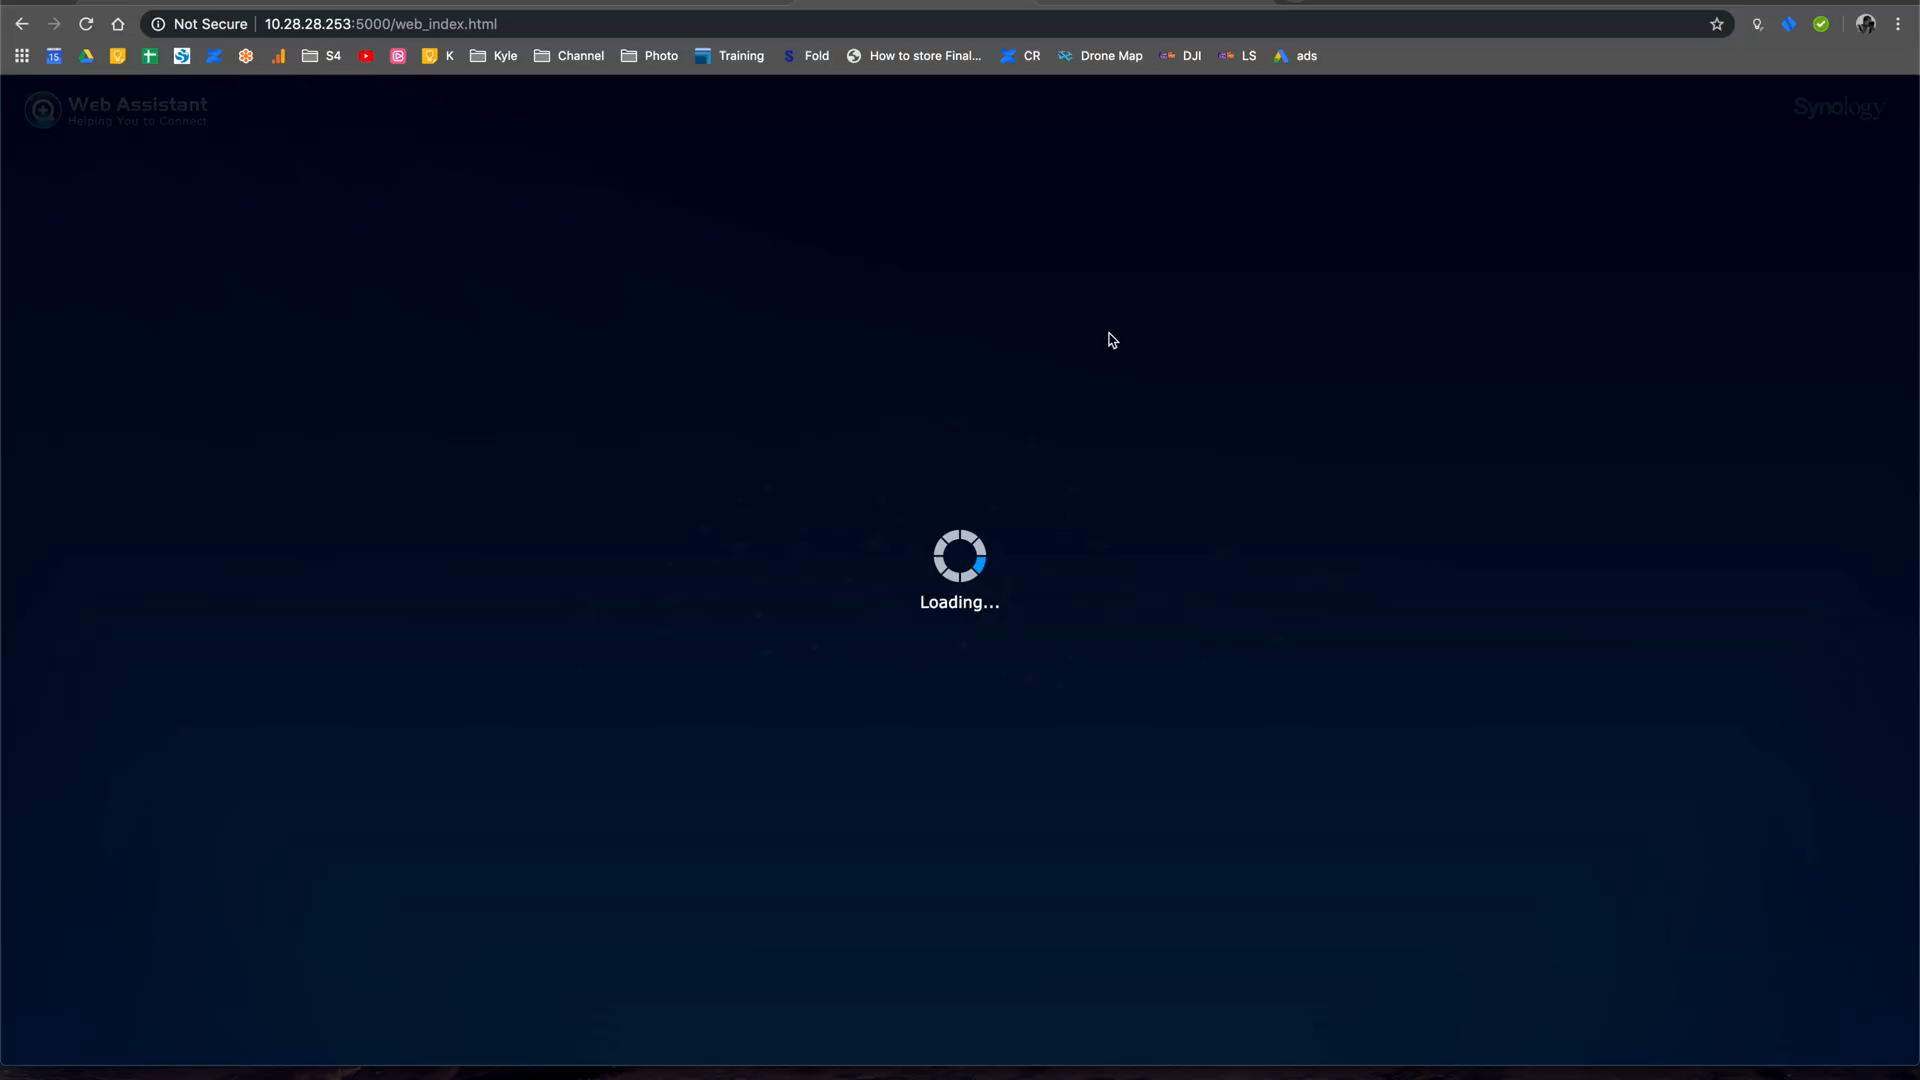 Not Secure 10.28.28.253:5000/web_index.html
15 S4 K Kyle Channel Photo Training Fold How to store Final... CR Drone Map DJI LS ads
Web Assistant
Helping You to Connect
Synology
Loading...